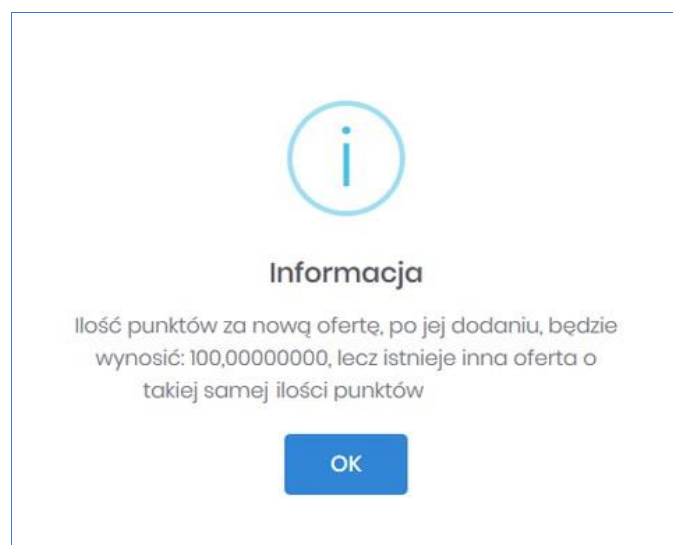 Informacja
Ilość punktów za nową ofertę, po jej dodaniu, będzie
wynosić: 100,00000000, lecz istnieje inna oferta o
takiej samej ilości punktów
OK